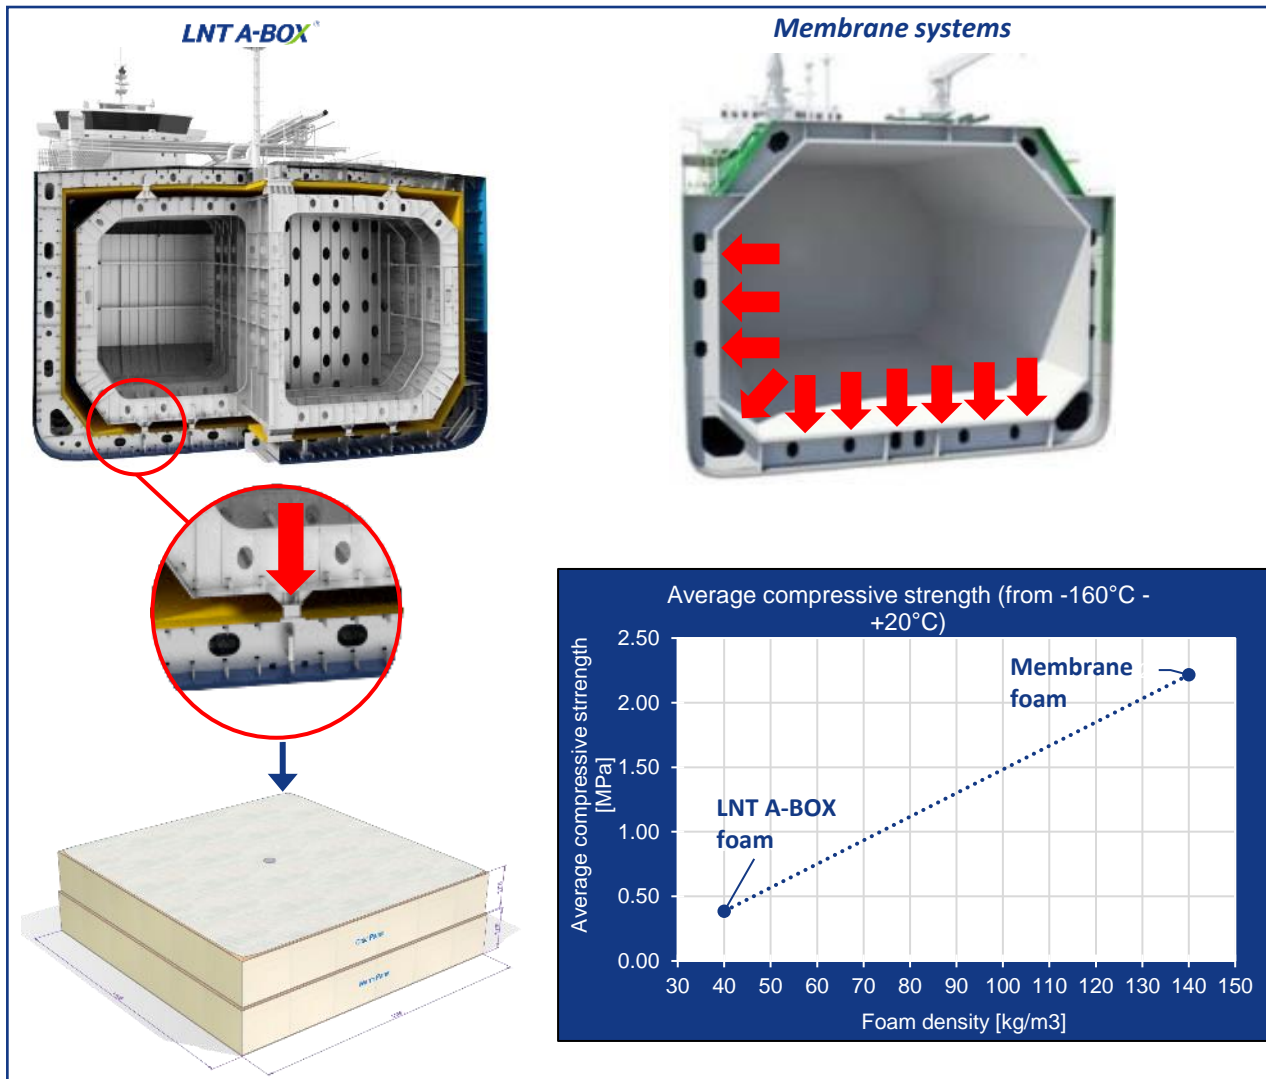 LNT A-BOX
Membrane systems
Average compressive strength (from -160°C -
+20°C)
Average compressive strrength
[MPa]
2.50
2.00
1.50
1.00
0.50
0.00
Membrane
foam
LNT A-BOX
foam
30 40 50 60 70 80 90 100 110 120 130 140 150
Foam density [kg/m3]